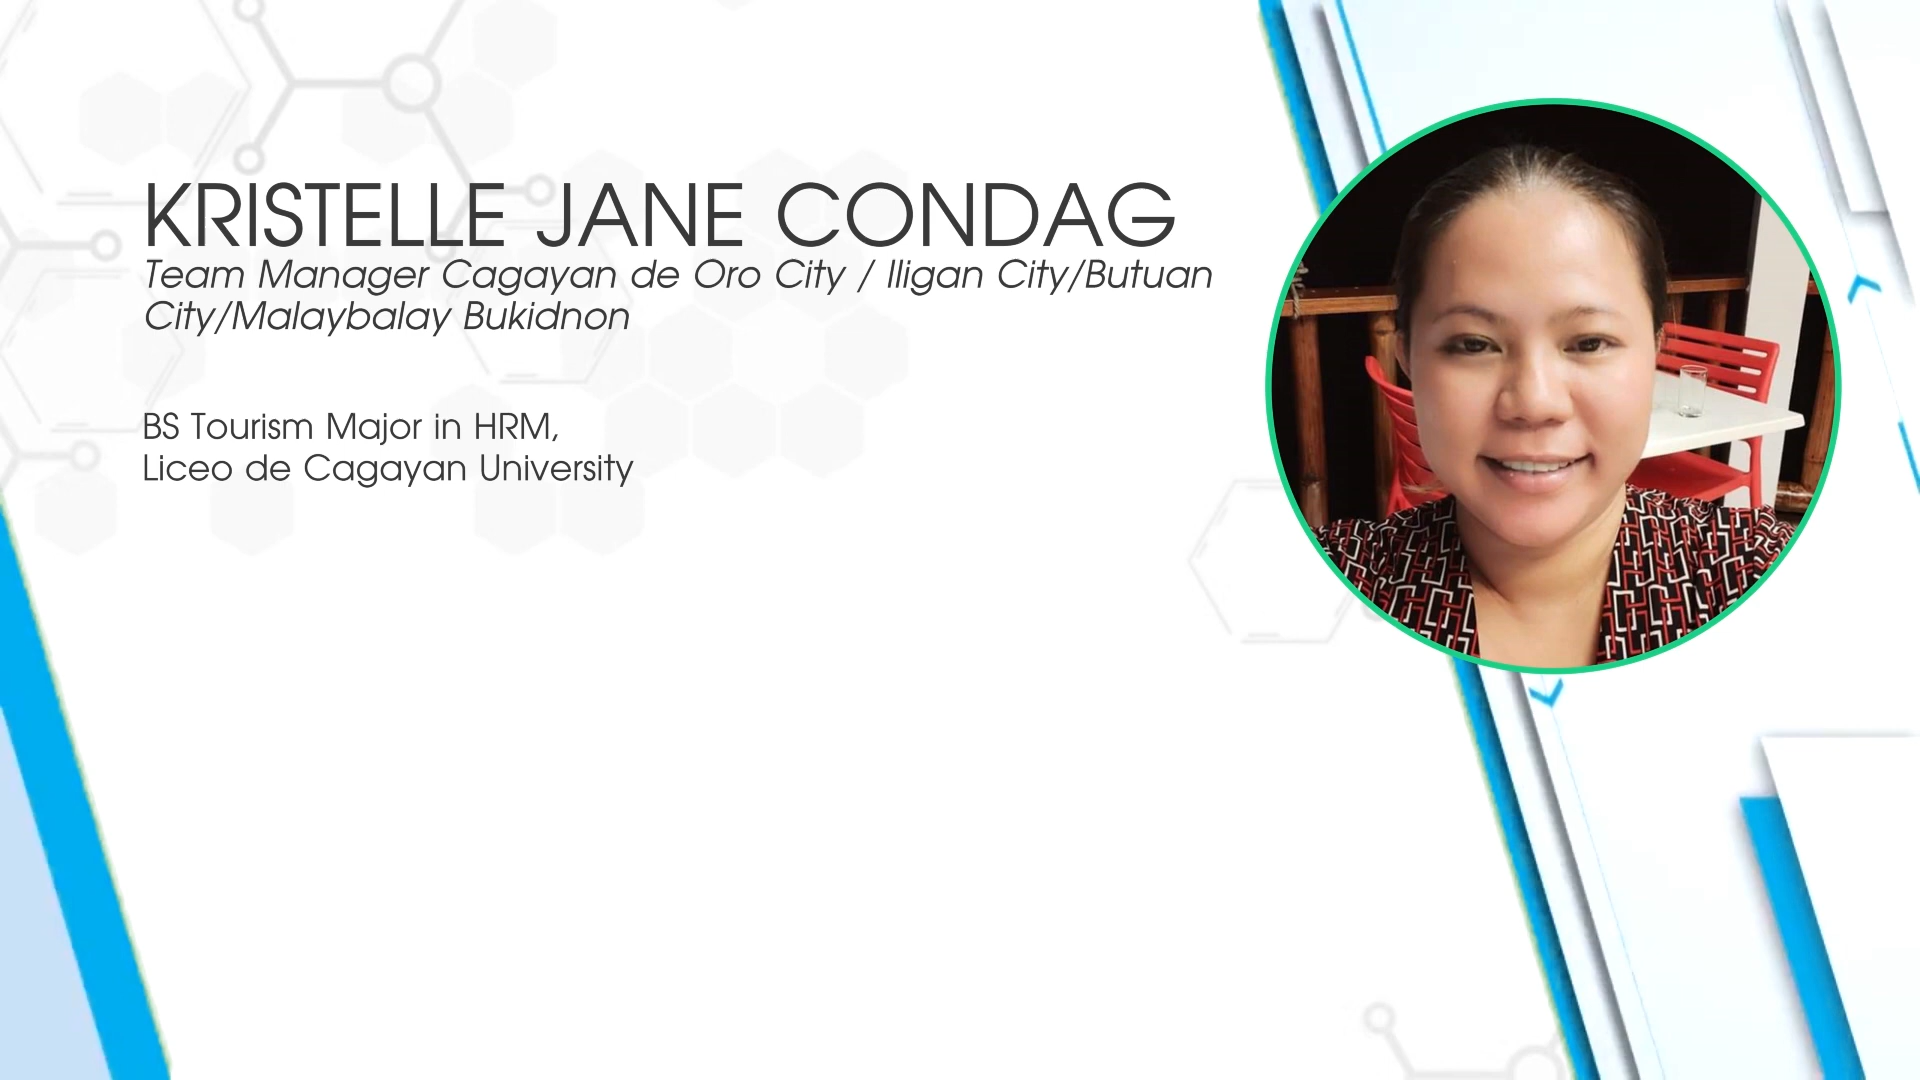 KRISTELLE JANE CONDAG
Team Manager Cagayan de Oro City / Iligan City/Butuan
City/Malaybalay Bukidnon
BS Tourism Major in HRM,
Liceo de Cagayan University